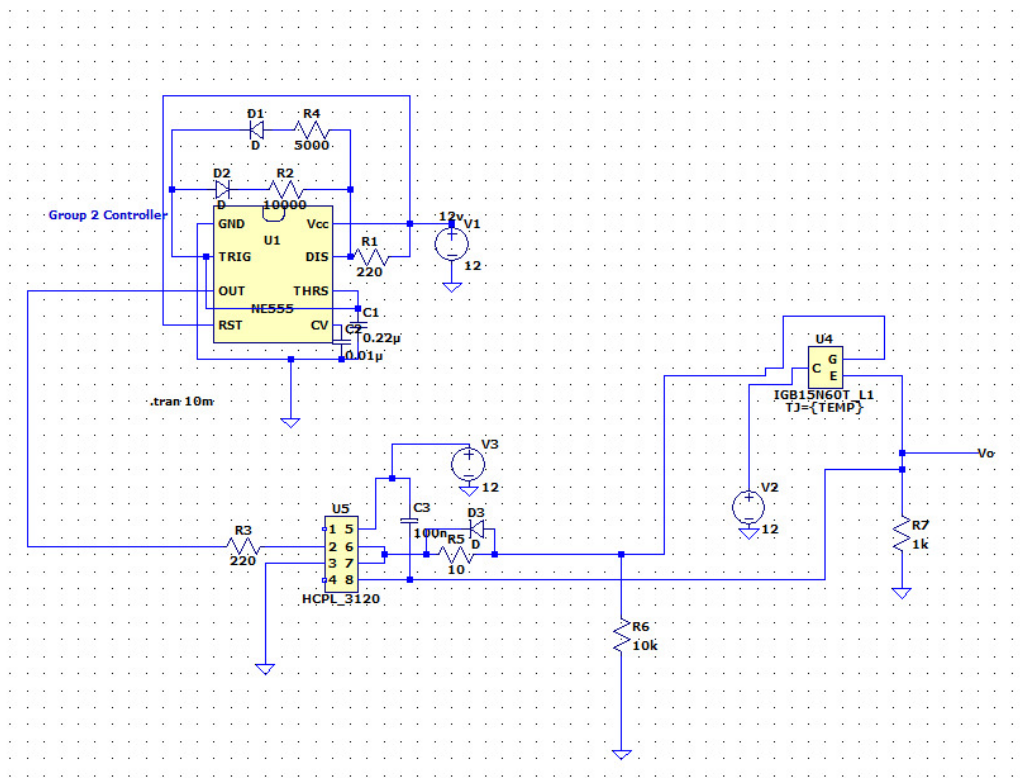 D1
R4
D
5000
D2
R2
D
10000
Group 2 Controller
GND
Vcc
U1
TRIG
DIS
OUT
THRS
NE555
RST
CV
R1
220
12v
V1
12
C1
0.22µ
C2
0.01µ
.tran 10m
U4
G
C
E
IGB15N60T_L1
TJ={TEMP}
Vo
V3
12
V2
12
U5
1 5
2 6
3 7
4 8
HCPL_3120
R3
220
C3
100n
D3
D
R5
10
R7
1k
R6
10k